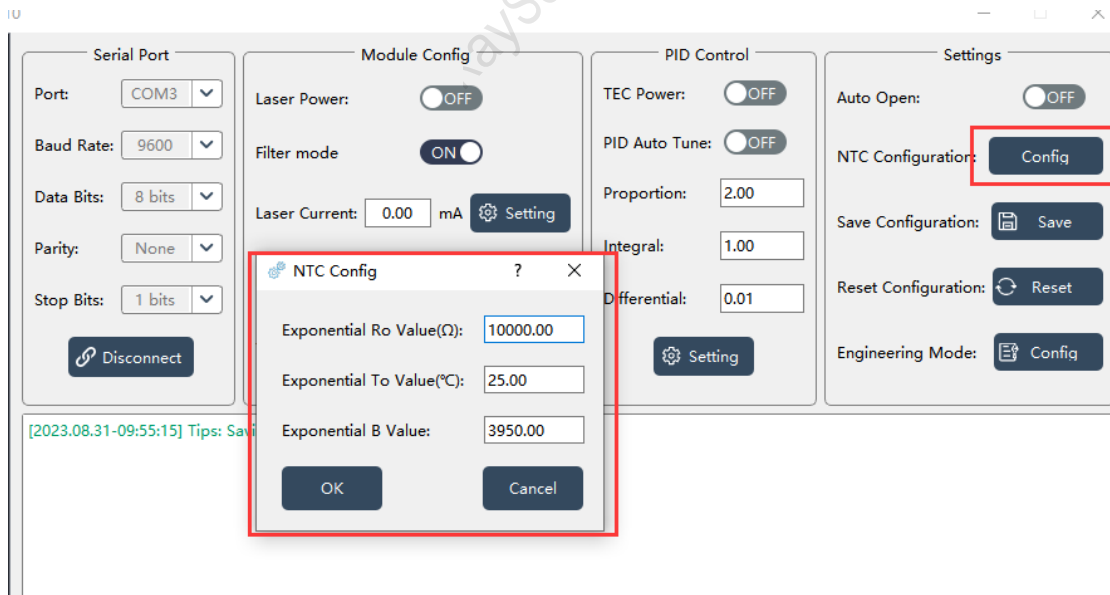 Serial Port
Port: COM3
Baud Rate: 9600
Data Bits: 8 bits
Parity: None
Stop Bits: 1 bits
Disconnect
Module Config
Laser Power: OFF
Filter mode ON
Laser Current: 0.00 mA Setting
PID Control
TEC Power: OFF
PID Auto Tune: OFF
Proportion: 2.00
Integral: 1.00
Differential: 0.01
Setting
Settings
Auto Open: OFF
NTC Configuration: Config
Save Configuration: Save
Reset Configuration: Reset
Engineering Mode: Config
NTC Config ? X
Exponential Ro Value(Ω): 10000.00
Exponential To Value(℃): 25.00
Exponential B Value: 3950.00
OK Cancel
[2023.08.31-09:55:15] Tips: